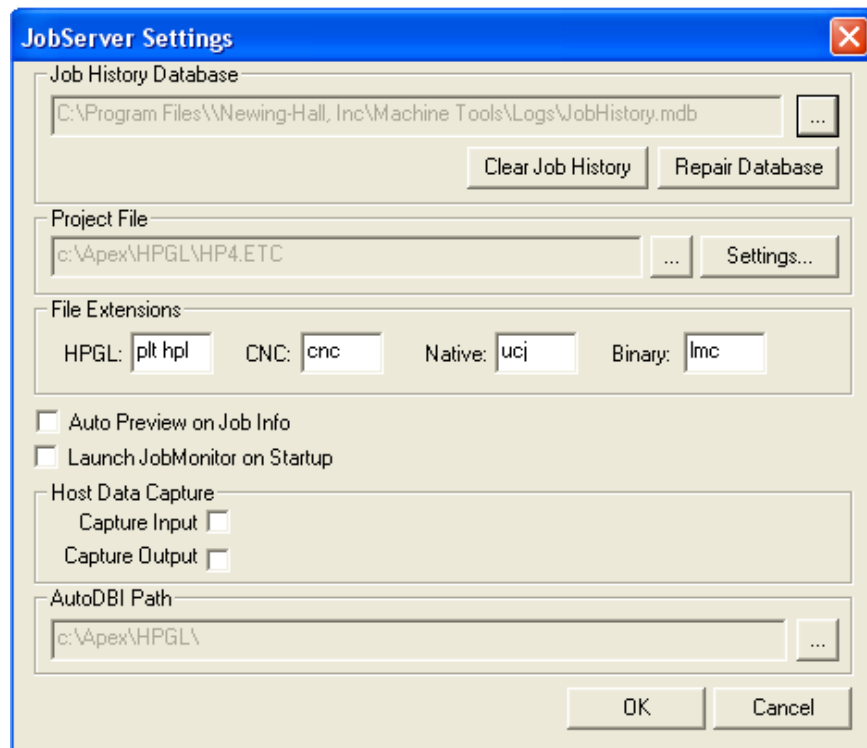 JobServer Settings
Job History Database
C:\Program Files\\Newing-Hall, Inc\Machine Tools\Logs\JobHistory.mdb
...
Clear Job History
Repair Database
Project File
c:\Apex\HPGL\HP4.ETC
...
Settings...
File Extensions
HPGL: plt hpl CNC: cnc Native: ucj Binary: lmc
Auto Preview on Job Info
Launch JobMonitor on Startup
Host Data Capture
Capture Input
Capture Output
AutoDBI Path
c:\Apex\HPGL\
...
OK
Cancel